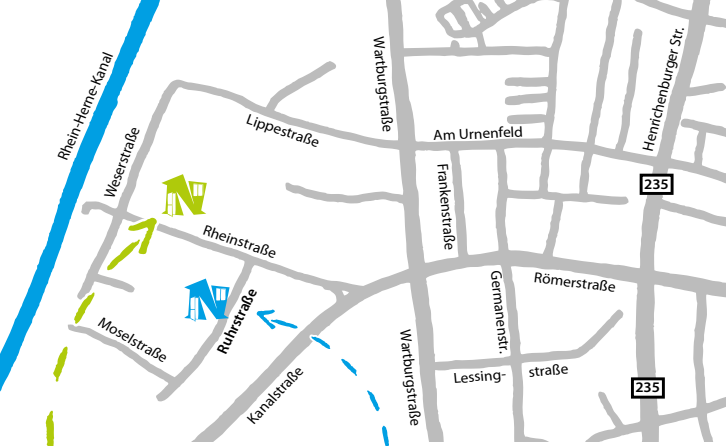 Rhein-Herne-Kanal
Weserstraße
Lippestraße
Wartburgstraße
Am Urnenfeld
Henrichenburger Str.
235
Frankenstraße
N
Rheinstraße
N
Ruhrstraße
Römerstraße
Germanenstr.
Moselstraße
Kanalstraße
Wartburgstraße
Lessing- straße
235